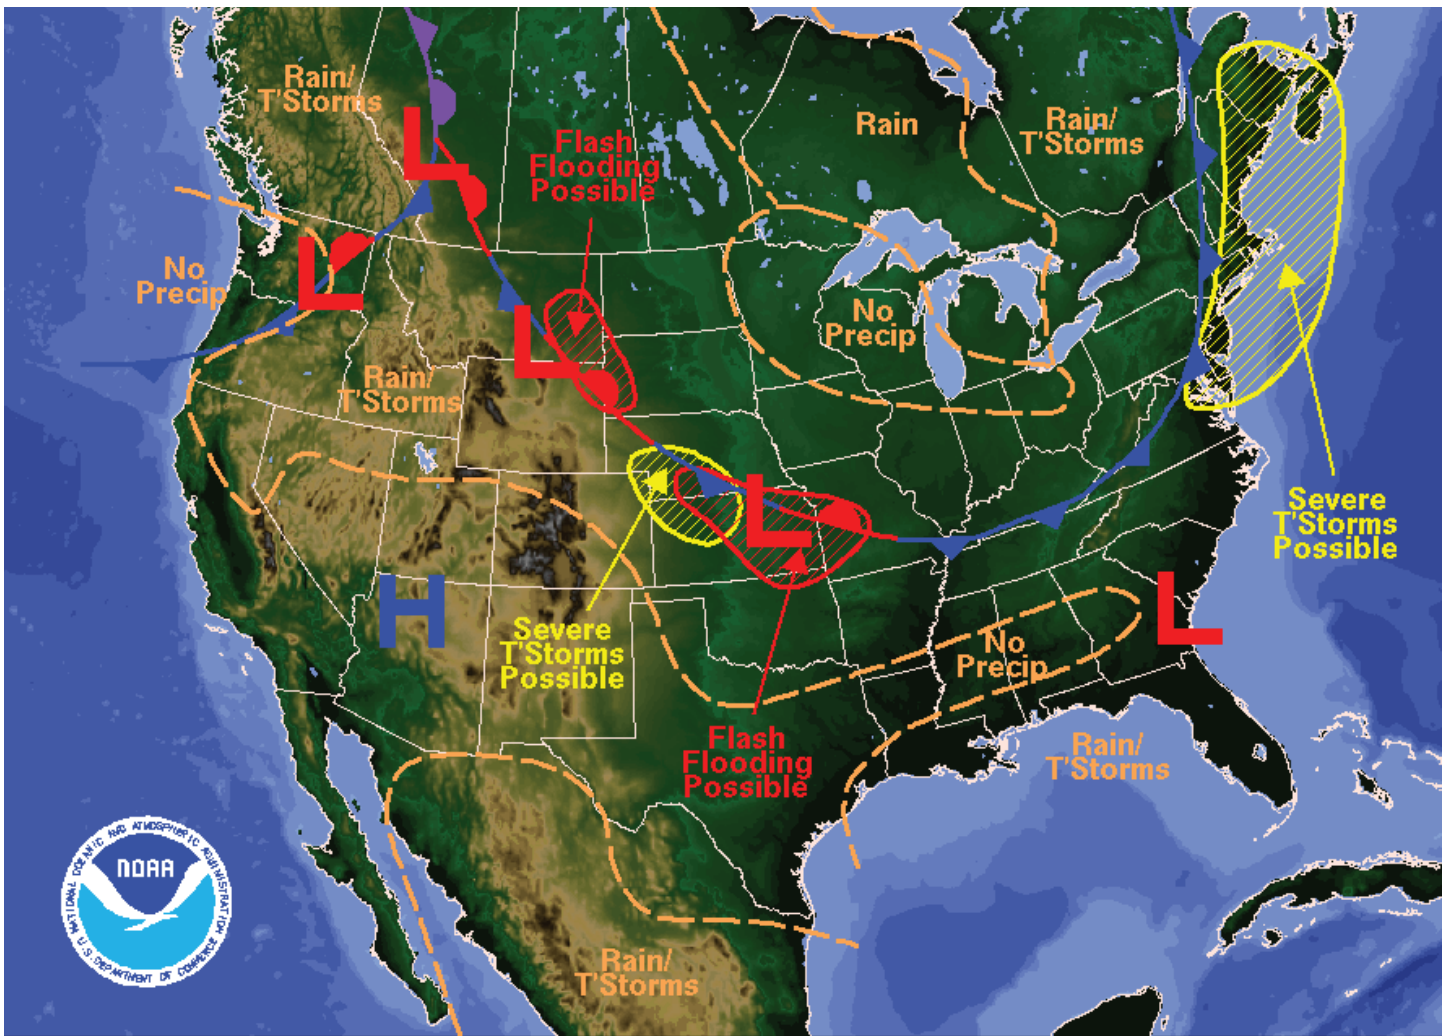 Rain/
T'Storms
Flash
Flooding
Possible
Rain
Rain/
T'Storms
L
No
Precip
L
L
No
Precip
Rain/
T'Storms
L
Severe
T'Storms
Possible
H
Severe
T'Storms
Possible
No
Precip
L
Flash
Flooding
Possible
Rain/
T'Storms
Rain/
T'Storms
NATIONAL OCEANIC AND ATMOSPHERIC ADMINISTRATION
NOAA
U.S. DEPARTMENT OF COMMERCE